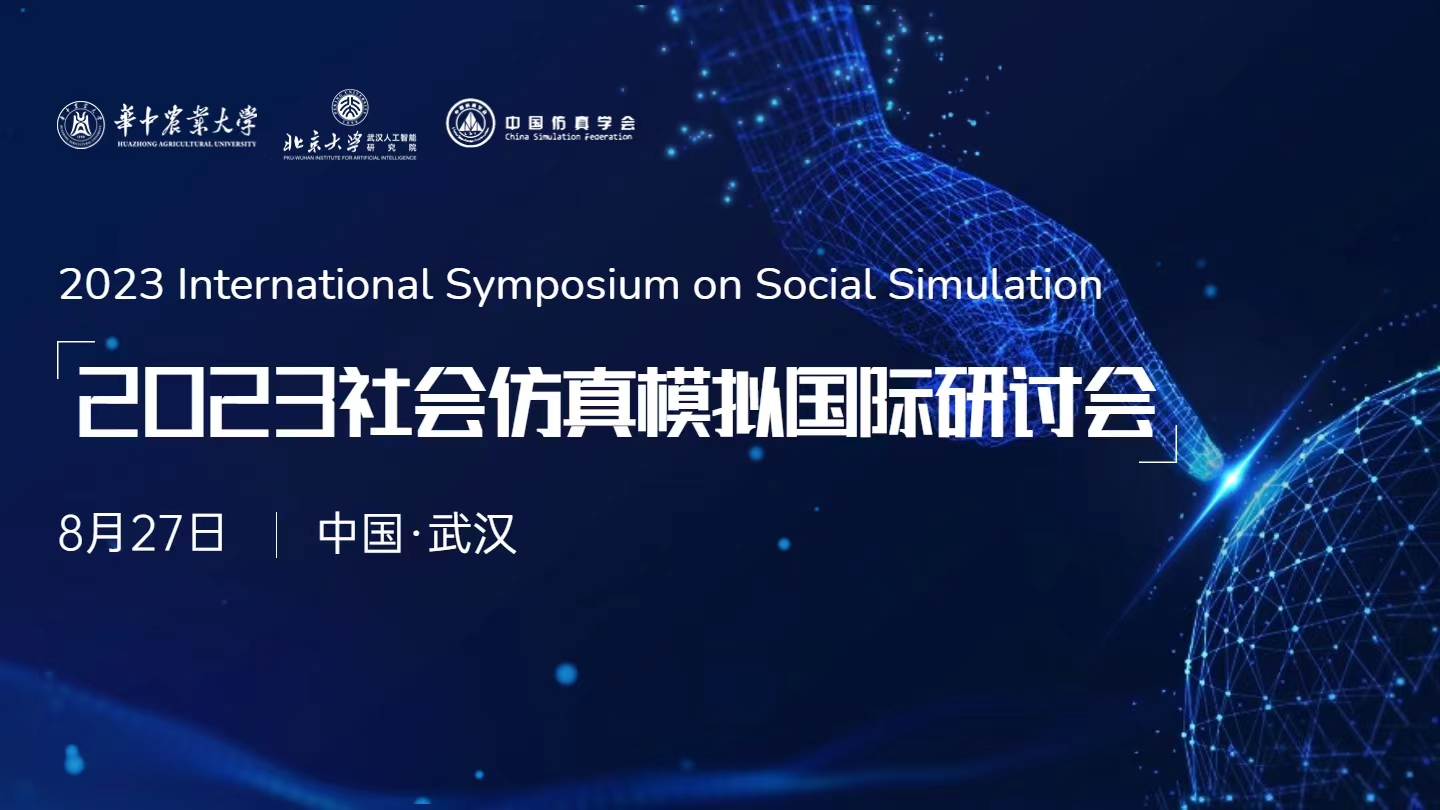 華中农業大学
HUAZHONG AGRICULTURAL UNIVERSITY
北京大学 武汉人工智能
研究院
PKU-WUHAN INSTITUTE FOR ARTIFICIAL INTELLIGENCE
中国仿真学会
China Simulation Federation
2023 International Symposium on Social Simulation
2023社会仿真模拟国际研讨会
8月27日 | 中国·武汉